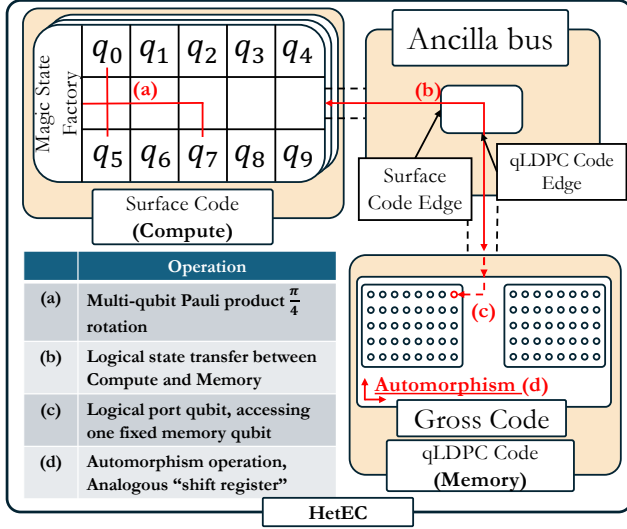 q0 q1 q2 q3 q4
Magic State
Factory
(a)
q5 q6 q7 q8 q9
Surface Code
(Compute)
Ancilla bus
(b)
Surface
Code Edge
qLDPC Code
Edge
Operation
(a) Multi-qubit Pauli product π/4
rotation
(b) Logical state transfer between
Compute and Memory
(c) Logical port qubit, accessing
one fixed memory qubit
(d) Automorphism operation,
Analogous “shift register”
(c)
Automorphism (d)
Gross Code
qLDPC Code
(Memory)
HetEC